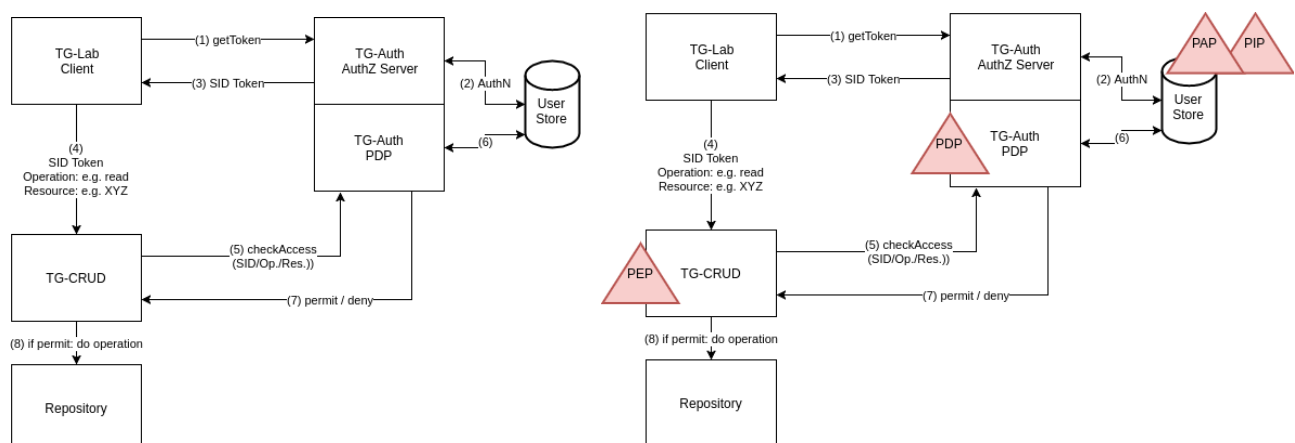 TG-Lab
Client
(1) getToken
(3) SID Token
TG-Auth
AuthZ Server
(2) AuthN
User
Store
TG-Auth
PDP
(6)
(4)
SID Token
Operation: e.g. read
Resource: e.g. XYZ
TG-CRUD
(5) checkAccess
(SID/Op./Res.))
(7) permit / deny
(8) if permit: do operation
Repository
TG-Lab
Client
(1) getToken
(3) SID Token
TG-Auth
AuthZ Server
(2) AuthN
PAP
PIP
User
Store
PDP
TG-Auth
PDP
(6)
(4)
SID Token
Operation: e.g. read
Resource: e.g. XYZ
PEP
TG-CRUD
(5) checkAccess
(SID/Op./Res.))
(7) permit / deny
(8) if permit: do operation
Repository